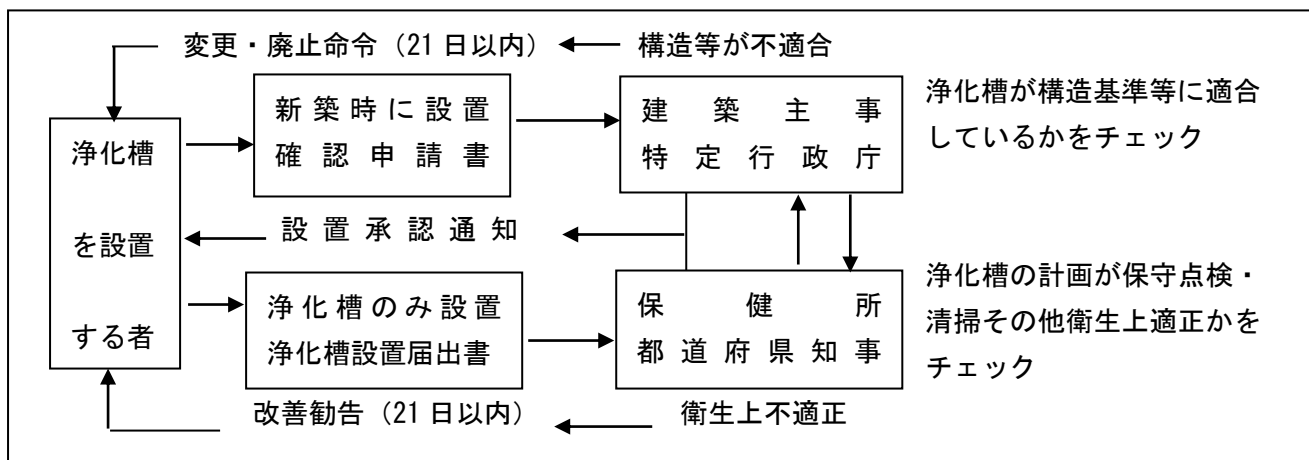 変更・廃止命令（21日以内） 構造等が不適合
新築時に設置
確認申請書
建築主事
特定行政庁
浄化槽が構造基準等に適合
しているかをチェック
浄化槽
を設置
する者
設置承認通知
浄化槽のみ設置
浄化槽設置届出書
保健所
都道府県知事
浄化槽の計画が保守点検・
清掃その他衛生上適正かを
チェック
改善勧告（21日以内） 衛生上不適正